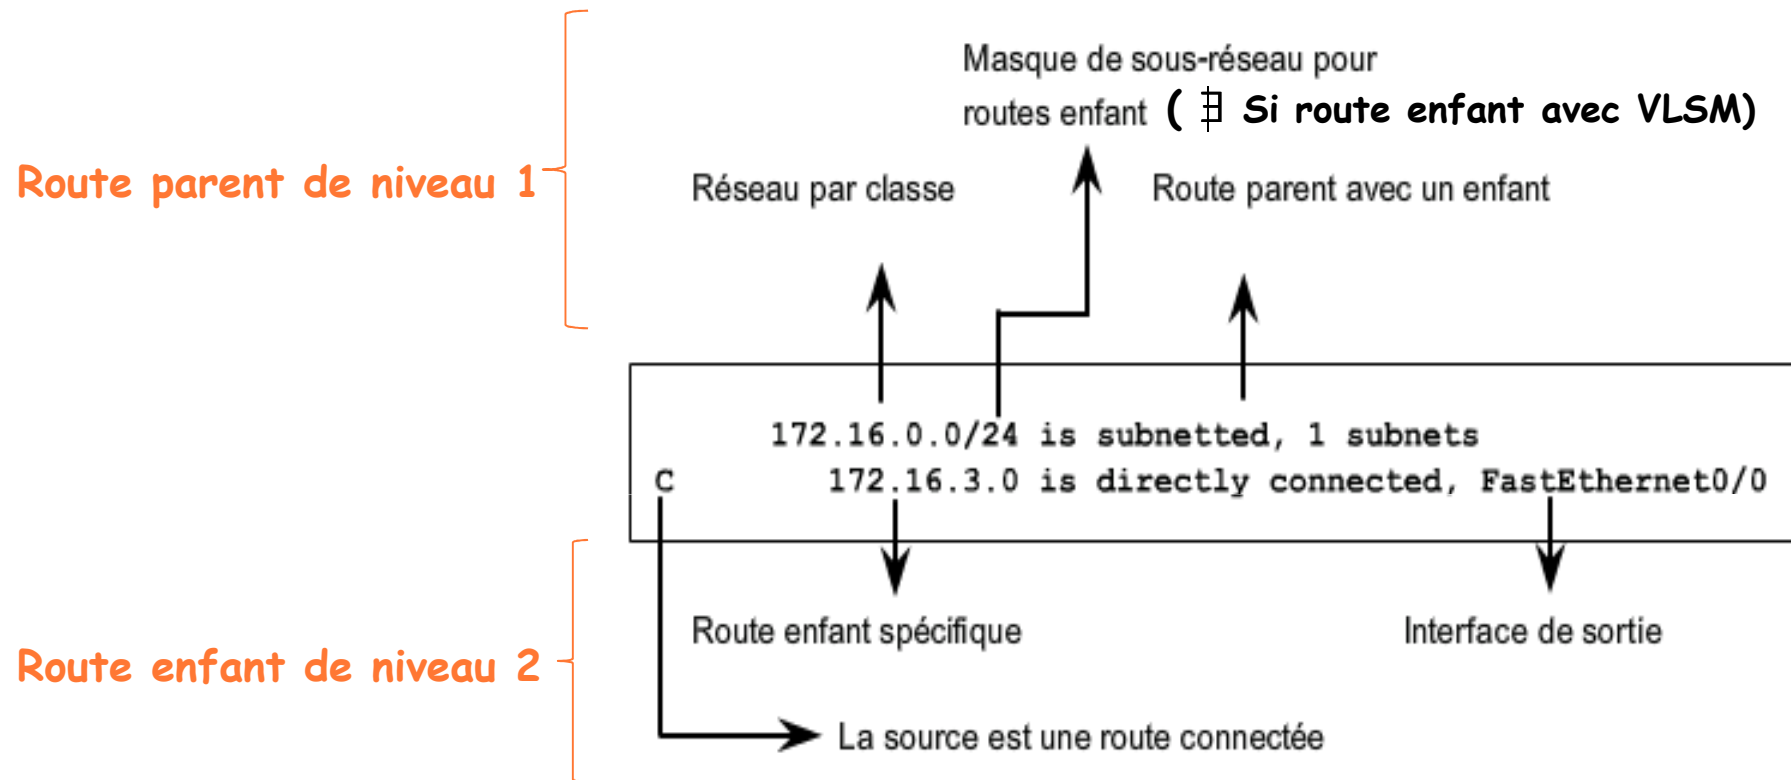 Masque de sous-réseau pour
routes enfant ( ∄ Si route enfant avec VLSM)
Route parent de niveau 1
Réseau par classe
Route parent avec un enfant
172.16.0.0/24 is subnetted, 1 subnets
C 172.16.3.0 is directly connected, FastEthernet0/0
Route enfant spécifique
Interface de sortie
Route enfant de niveau 2
La source est une route connectée